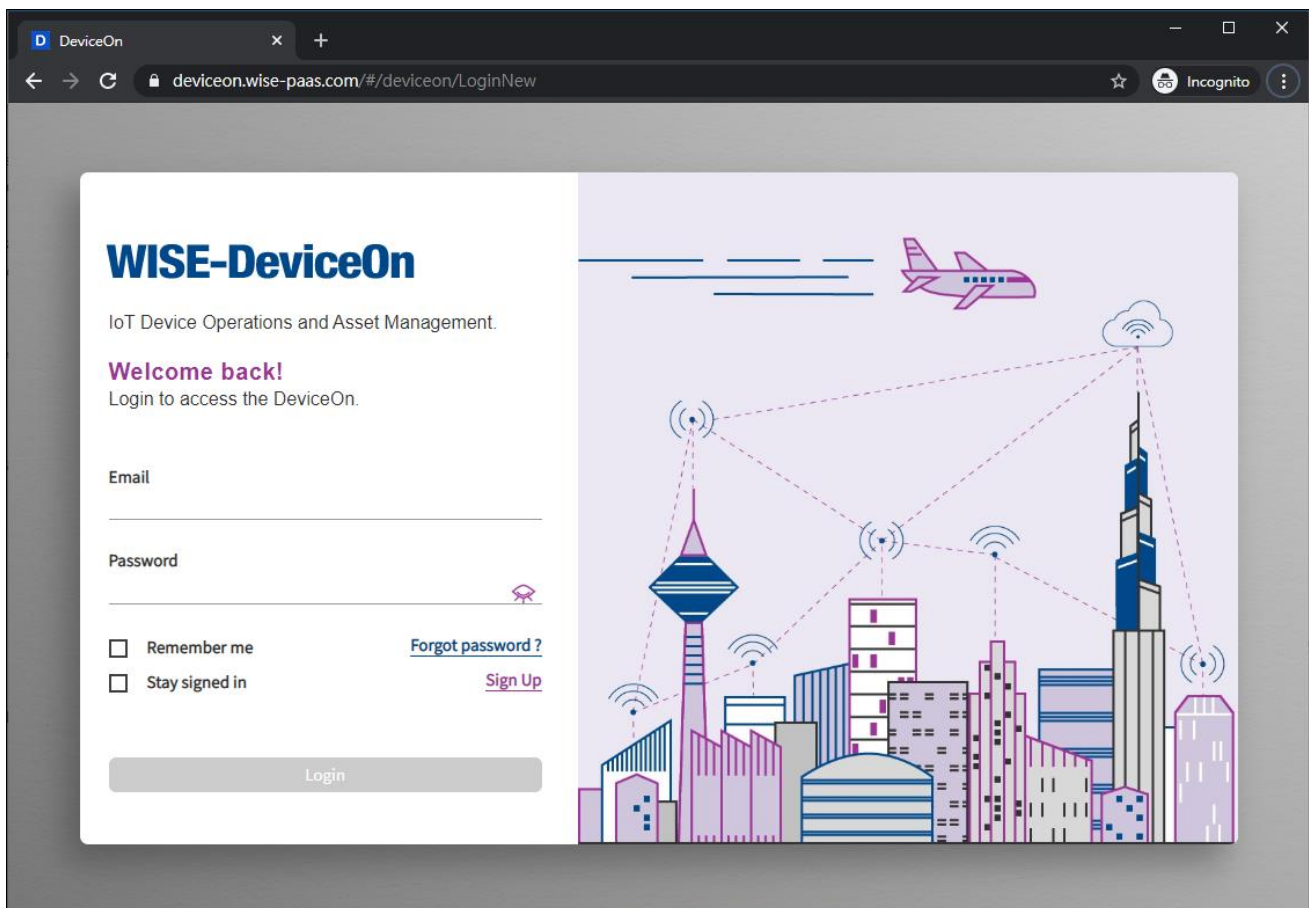 D DeviceOn
deviceon.wise-paas.com/#/deviceon/LoginNew
Incognito
WISE-DeviceOn
IoT Device Operations and Asset Management.
Welcome back!
Login to access the DeviceOn.
Email
Password
Remember me
Forgot password ?
Stay signed in
Sign Up
Login